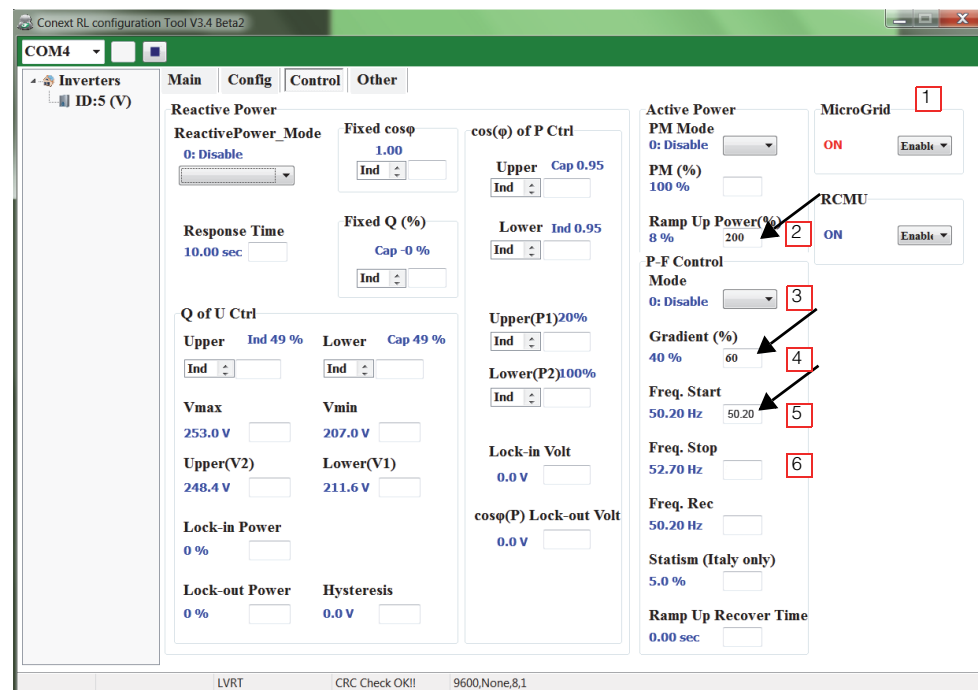 Conext RL configuration Tool V3.4 Beta2
COM4
Inverters
ID:5 (V)
Main Config Control Other
Reactive Power
ReactivePower_Mode
0: Disable
Response Time
10.00 sec
Fixed cosφ
1.00
Ind
Fixed Q (%)
Cap -0 %
Ind
Q of U Ctrl
Upper Ind 49 % Lower Cap 49 %
Ind Ind
Vmax Vmin
253.0 V 207.0 V
Upper(V2) Lower(V1)
248.4 V 211.6 V
Lock-in Power
0 %
Lock-out Power Hysteresis
0 % 0.0 V
cos(φ) of P Ctrl
Upper Cap 0.95
Ind
Lower Ind 0.95
Ind
Upper(P1)20%
Ind
Lower(P2)100%
Ind
Lock-in Volt
0.0 V
cosφ(P) Lock-out Volt
0.0 V
Active Power
PM Mode
0: Disable
PM (%)
100 %
Ramp Up Power(%)
8 % 200 2
P-F Control
Mode
0: Disable 3
Gradient (%)
40 % 60 4
Freq. Start
50.20 Hz 50.20 5
Freq. Stop
52.70 Hz 6
Freq. Rec
50.20 Hz
Statism (Italy only)
5.0 %
Ramp Up Recover Time
0.00 sec
MicroGrid 1
ON Enable
RCMU
ON Enable
LVRT CRC Check OK!! 9600,None,8,1